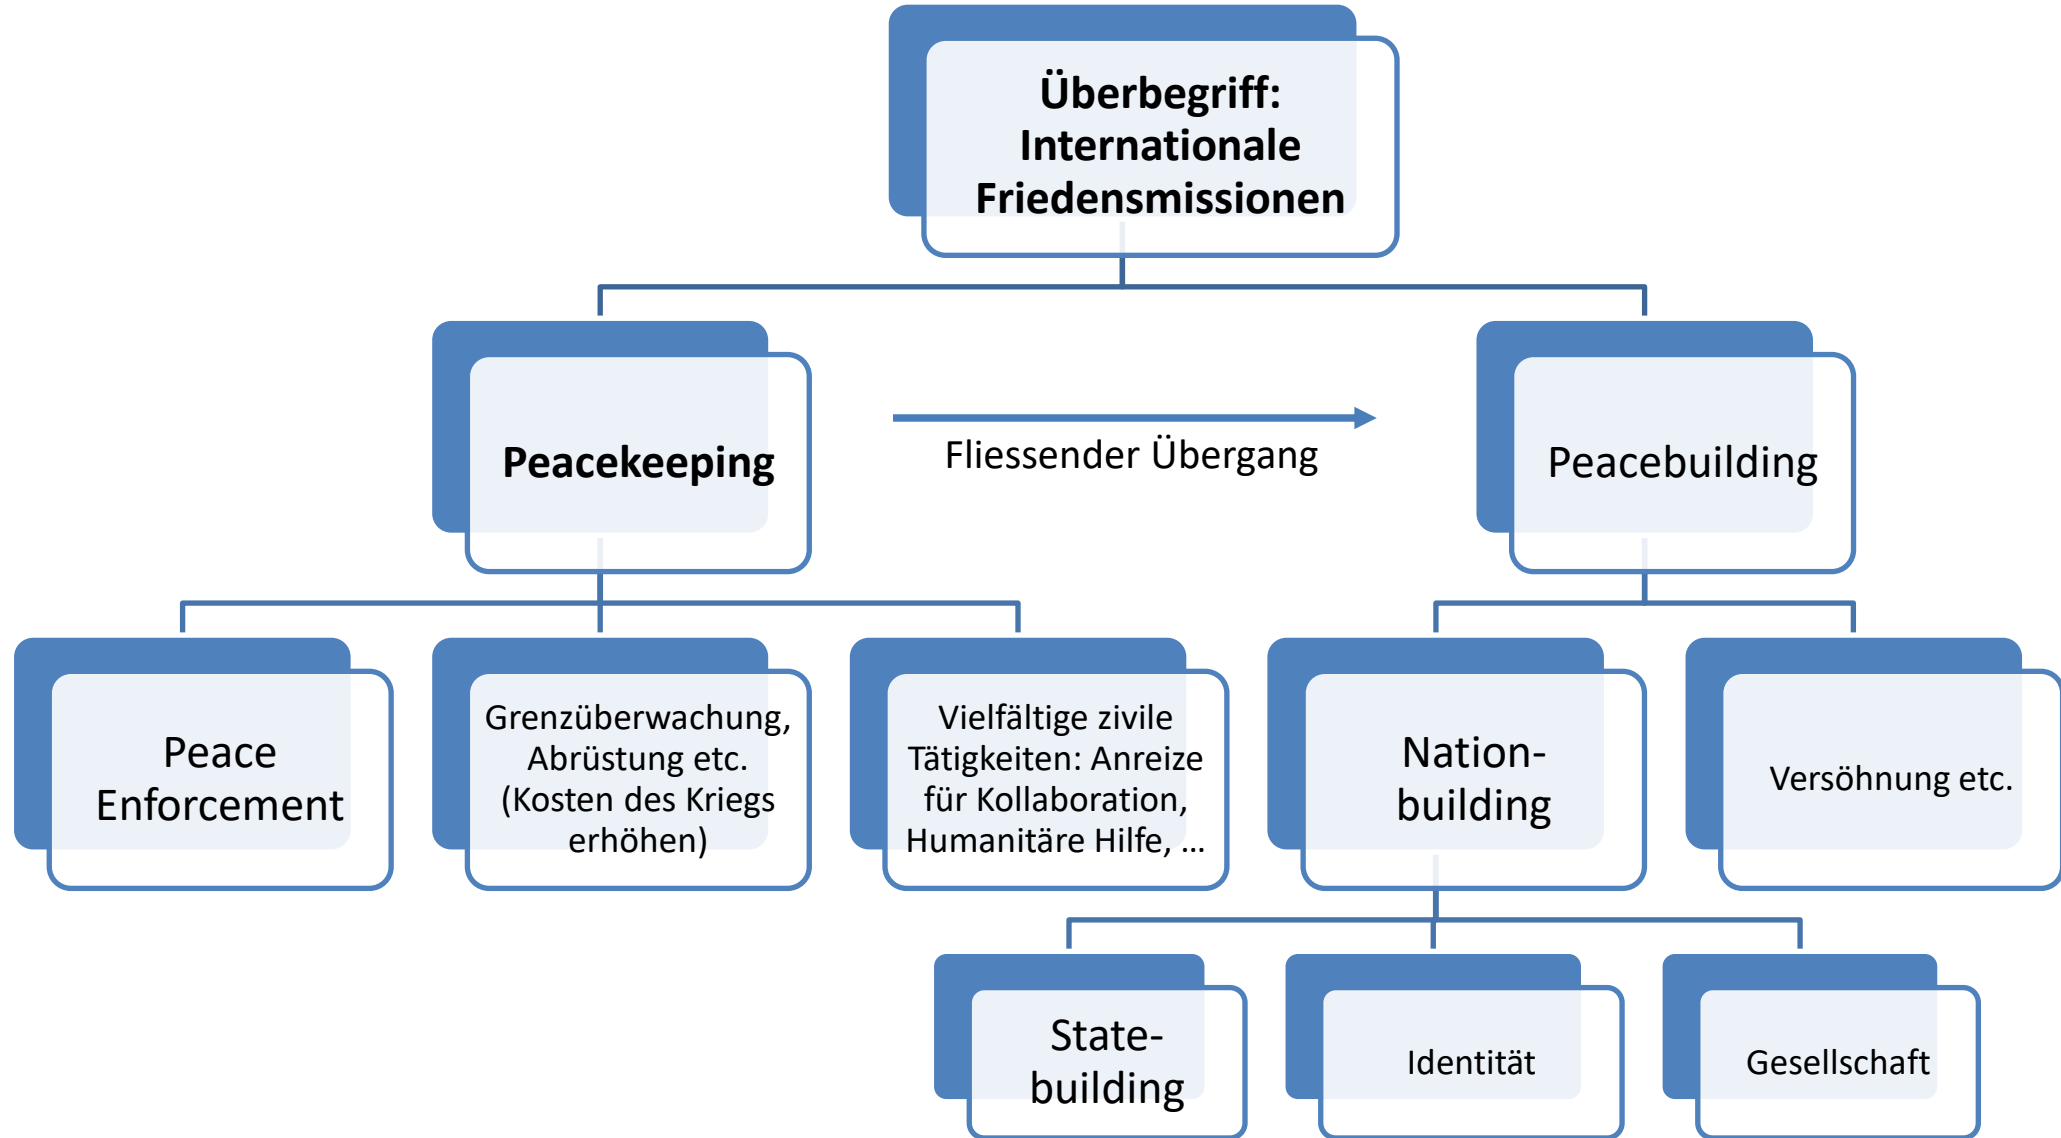 Überbegriff:
Internationale
Friedensmissionen
Peacekeeping
Fliessender Übergang
Peacebuilding
Peace
Enforcement
Grenzüberwachung,
Abrüstung etc.
(Kosten des Kriegs
erhöhen)
Vielfältige zivile
Tätigkeiten: Anreize
für Kollaboration,
Humanitäre Hilfe, …
Nation-
building
Versöhnung etc.
State-
building
Identität
Gesellschaft